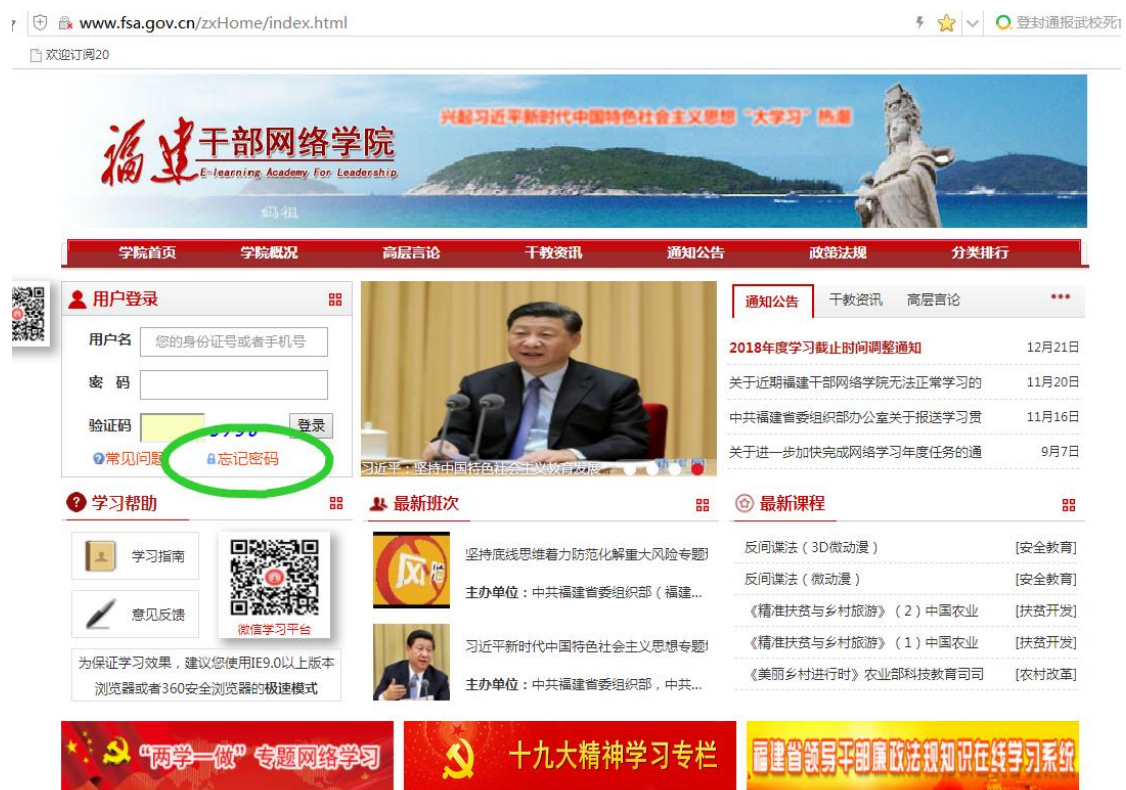 www.fsa.gov.cn/zxHome/index.html
登封通报武校死
欢迎订阅20
兴起习近平新时代中国特色社会主义思想“大学习”热潮
福建干部网络学院
E-learning Academy For Leadership
妈祖
学院首页 学院概况 高层言论 干教资讯 通知公告 政策法规 分类排行
用户登录
用户名 您的身份证号或者手机号
密 码
验证码 登录
常见问题 忘记密码
习近平：坚持中国特色社会主义教育发展...
通知公告 干教资讯 高层言论
2018年度学习截止时间调整通知 12月21日
关于近期福建干部网络学院无法正常学习的 11月20日
中共福建省委组织部办公室关于报送学习贯 11月16日
关于进一步加快完成网络学习年度任务的通 9月7日
学习帮助
学习指南
意见反馈
微信学习平台
为保证学习效果，建议您使用IE9.0以上版本
浏览器或者360安全浏览器的极速模式
最新班次
坚持底线思维着力防范化解重大风险专题
主办单位：中共福建省委组织部（福建...
习近平新时代中国特色社会主义思想专题
主办单位：中共福建省委组织部，中共...
最新课程
反间谍法（3D微动漫） [安全教育]
反间谍法（微动漫） [安全教育]
《精准扶贫与乡村旅游》（2）中国农业 [扶贫开发]
《精准扶贫与乡村旅游》（1）中国农业 [扶贫开发]
《美丽乡村进行时》农业部科技教育司司 [农村改革]
“两学一做”专题网络学习
十九大精神学习专栏
福建省领导干部廉政法规知识在线学习系统